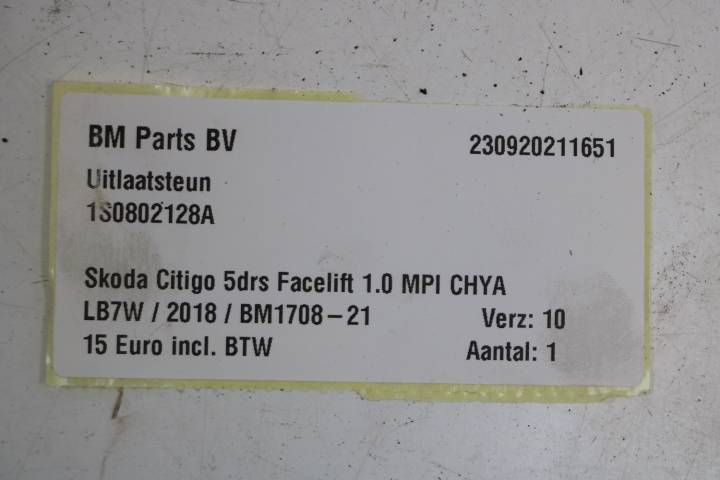 BM Parts BV 230920211651
Uitlaatsteun
1S0802128A
Skoda Citigo 5drs Facelift 1.0 MPI CHYA
LB7W / 2018 / BM1708-21 Verz: 10
15 Euro incl. BTW Aantal: 1